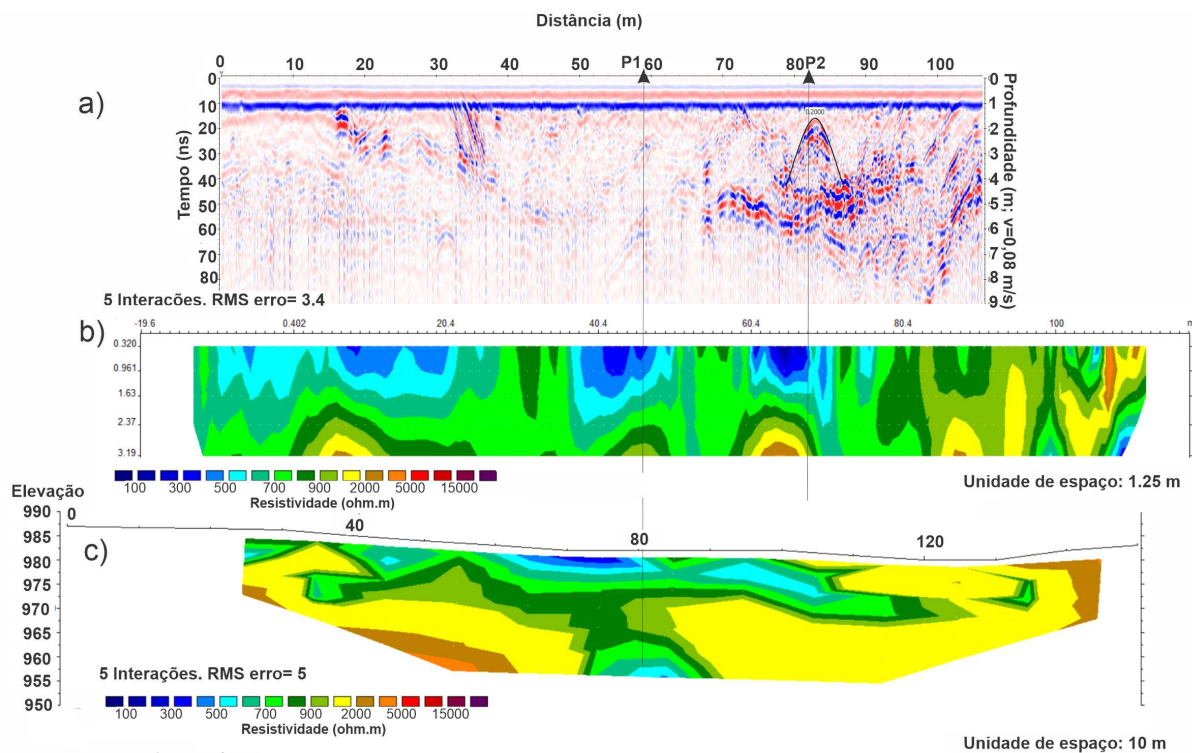 Distância (m)
0 10 20 30 40 50 P1 60 70 80 P2 90 100
a)
Tempo (ns)
0
10
20
30
40
50
60
70
80
0
1
2
3
4
5
6
7
8
9
Profundidade (m; v=0,08 m/s)
5 Interacões. RMS erro= 3.4
b)
-19.6 0.402 20.4 40.4 60.4 80.4 100 m
0.320
0.961
1.63
2.37
3.19
100 300 500 700 900 2000 5000 15000
Resistividade (ohm.m)
Unidade de espaço: 1.25 m
Elevação
c)
0 40 80 120
990
985
980
975
970
965
960
955
950
5 Interações. RMS erro= 5
100 300 500 700 900 2000 5000 15000
Resistividade (ohm.m)
Unidade de espaço: 10 m